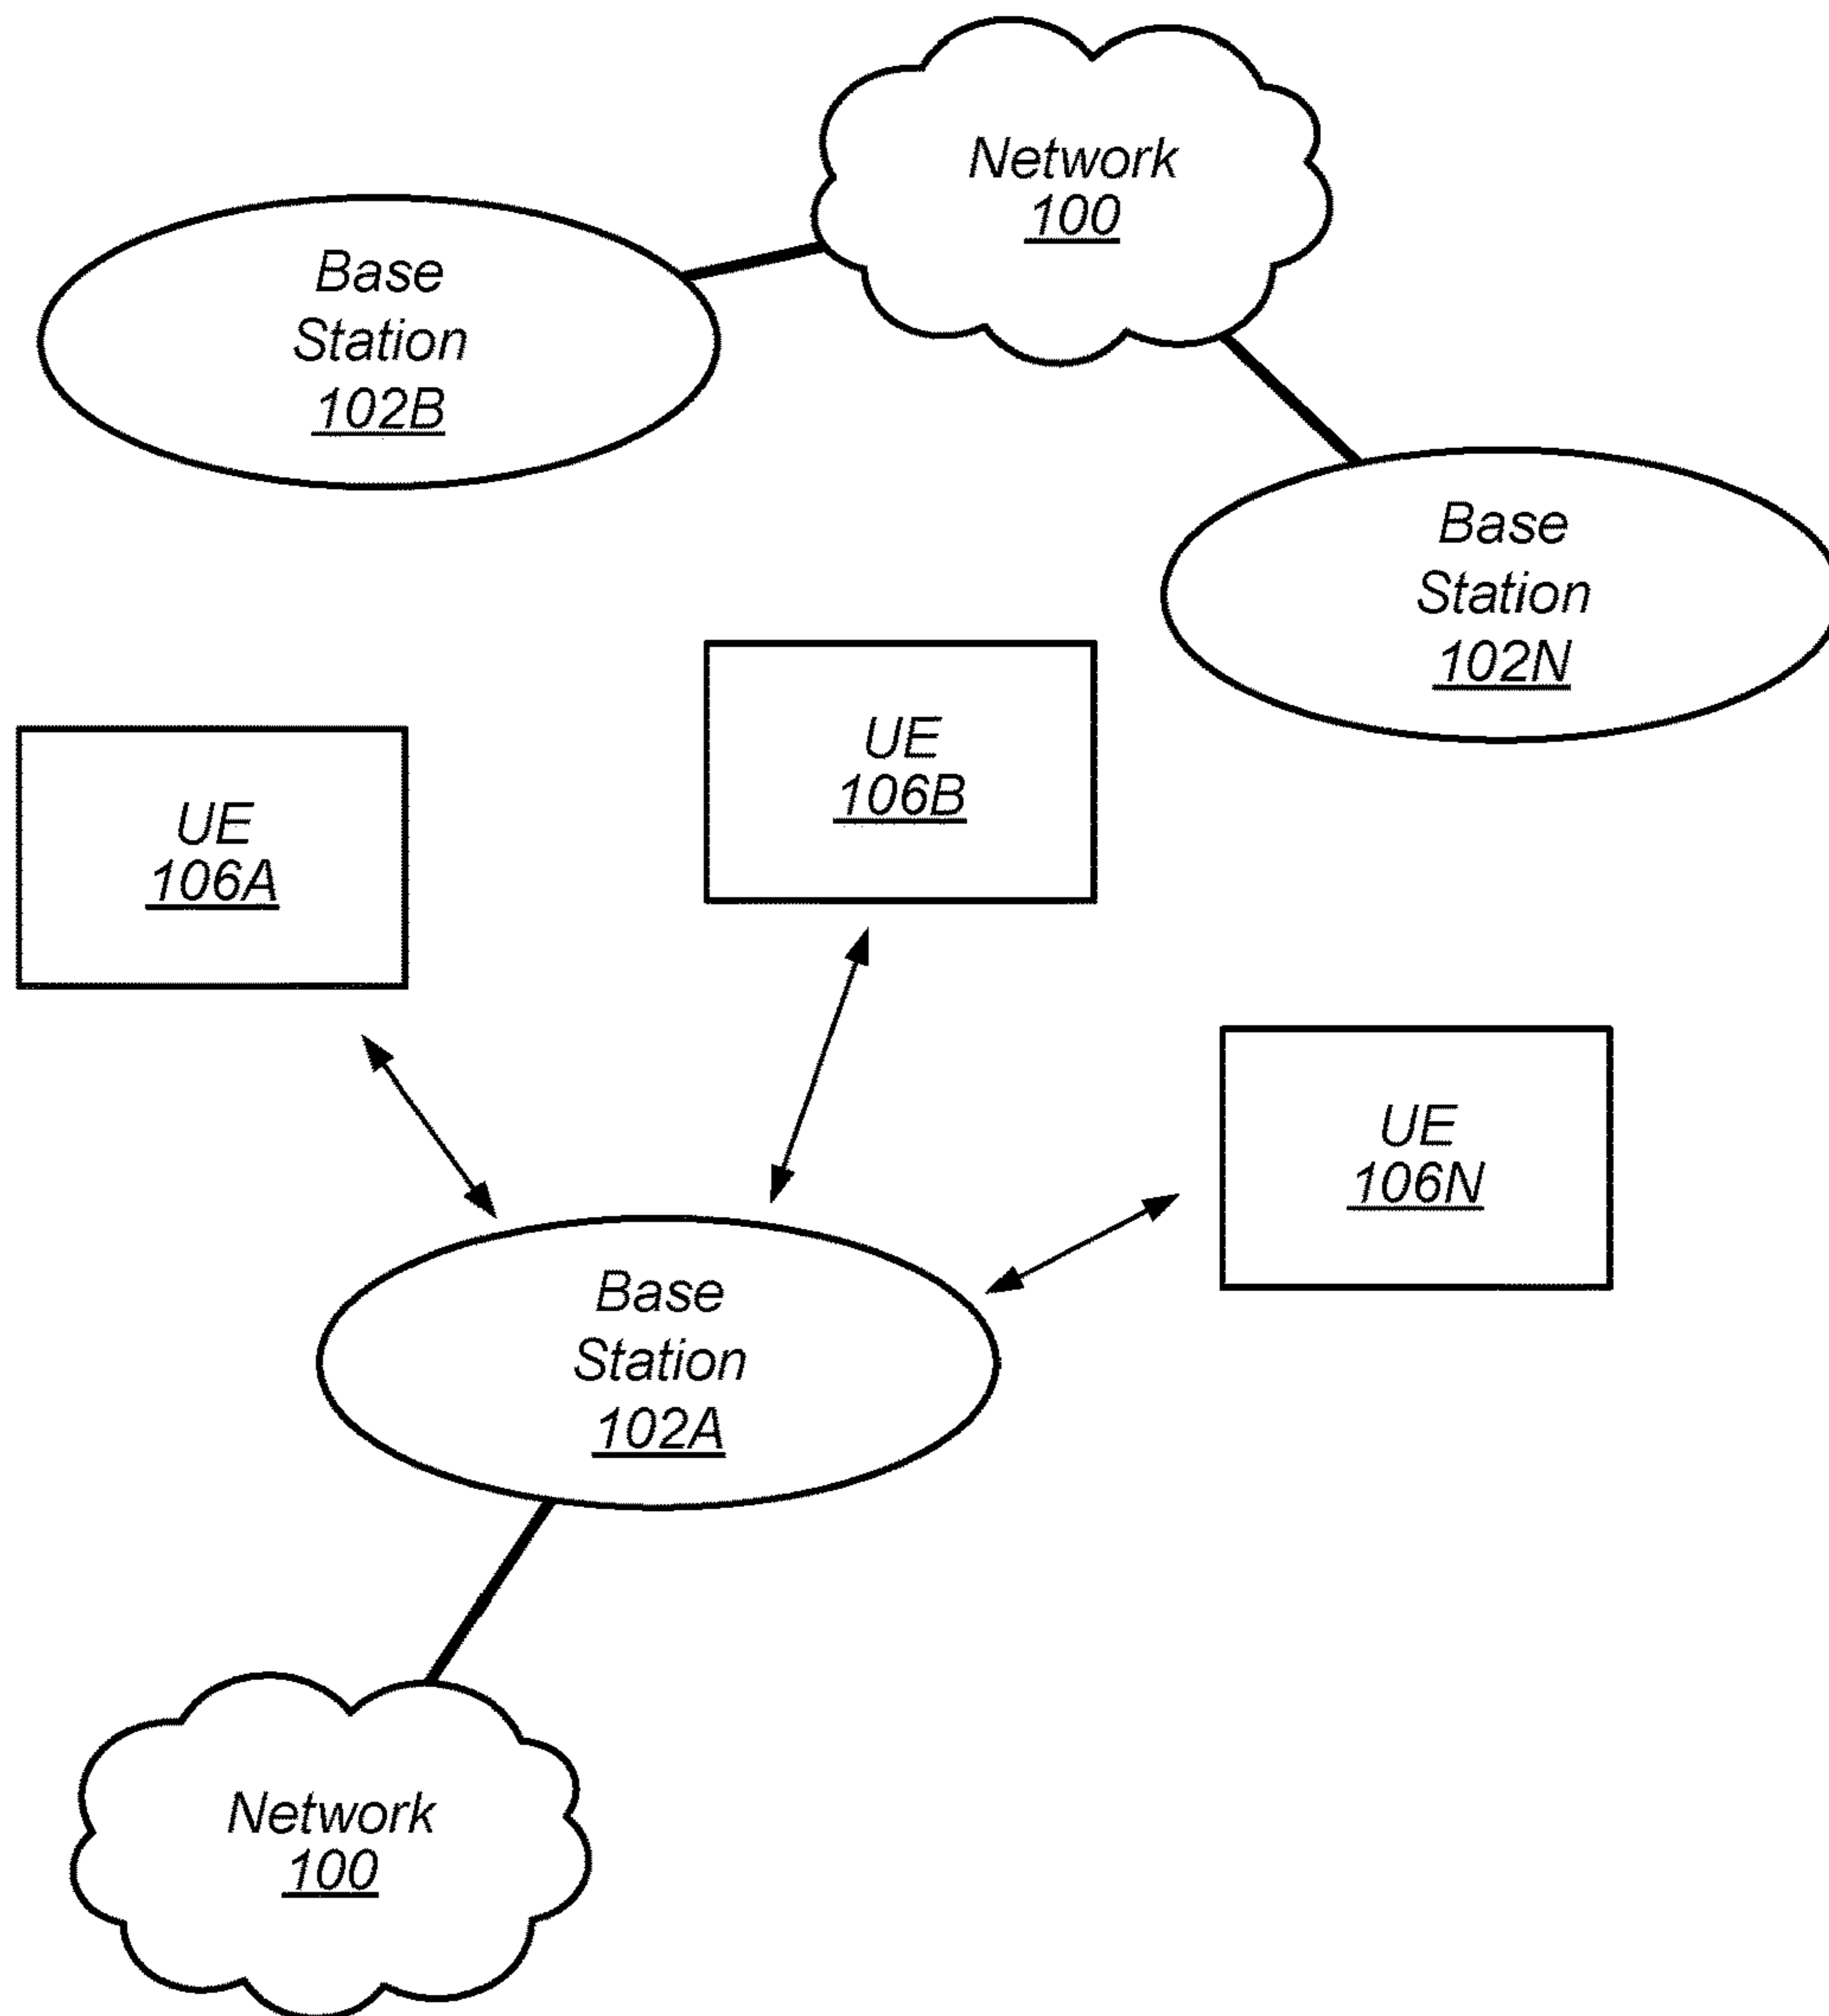 Network
100
Base
Station
102B
Base
Station
102N
UE
106B
UE
106A
UE
106N
Base
Station
102A
Network
100